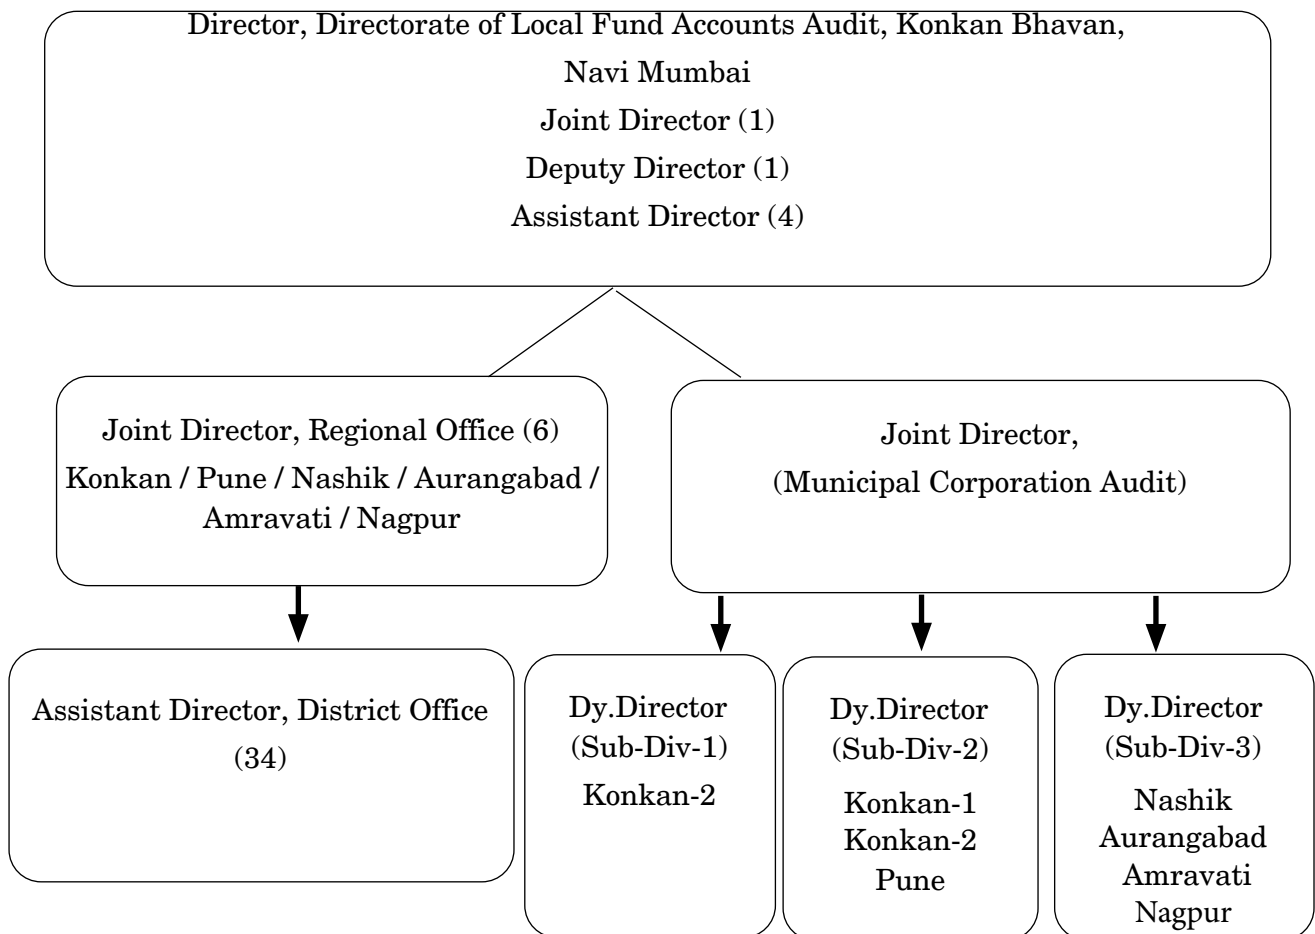 Director, Directorate of Local Fund Accounts Audit, Konkan Bhavan,
Navi Mumbai
Joint Director (1)
Deputy Director (1)
Assistant Director (4)
Joint Director, Regional Office (6)
Konkan / Pune / Nashik / Aurangabad /
Amravati / Nagpur
Joint Director,
(Municipal Corporation Audit)
Assistant Director, District Office
(34)
Dy.Director
(Sub-Div-1)
Konkan-2
Dy.Director
(Sub-Div-2)
Konkan-1
Konkan-2
Pune
Dy.Director
(Sub-Div-3)
Nashik
Aurangabad
Amravati
Nagpur